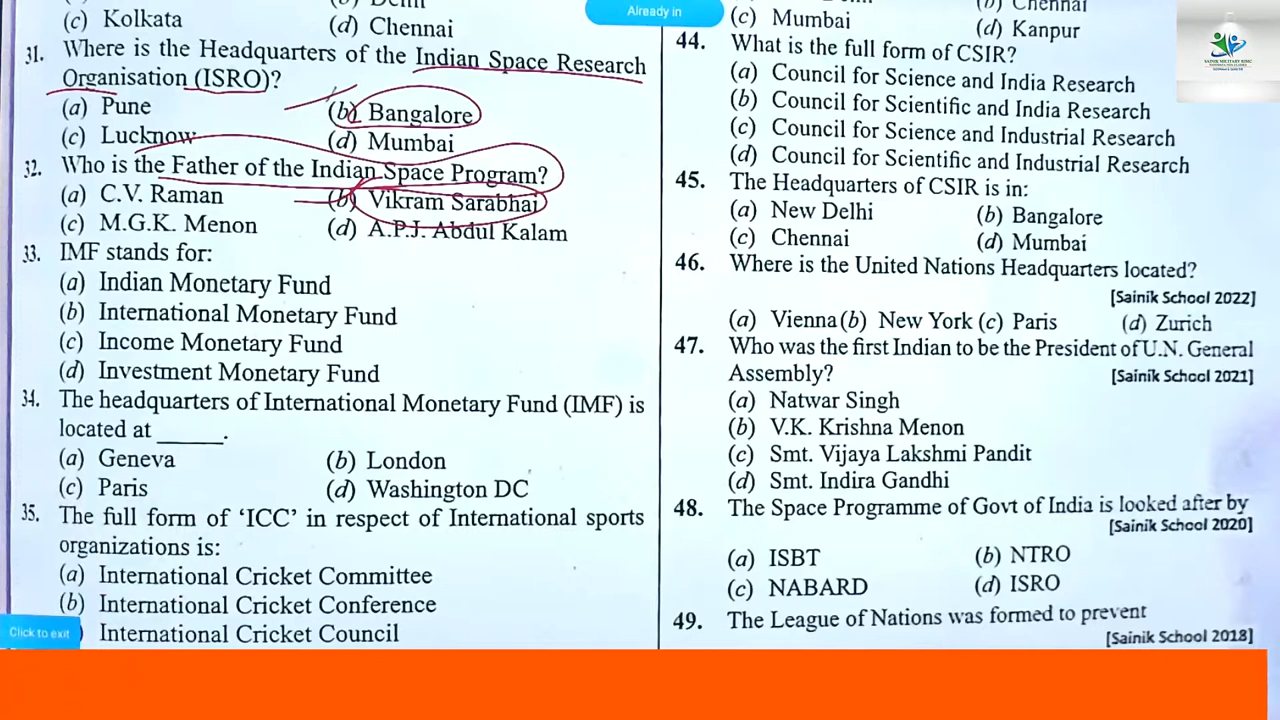 (c) Kolkata
(d) Chennai
31. Where is the Headquarters of the Indian Space Research
Organisation (ISRO)?
(a) Pune
(b) Bangalore
(c) Lucknow
(d) Mumbai
32. Who is the Father of the Indian Space Program?
(a) C.V. Raman
(b) Vikram Sarabhai
(c) M.G.K. Menon
(d) A.P.J. Abdul Kalam
33. IMF stands for:
(a) Indian Monetary Fund
(b) International Monetary Fund
(c) Income Monetary Fund
(d) Investment Monetary Fund
34. The headquarters of International Monetary Fund (IMF) is
located at ______.
(a) Geneva
(b) London
(c) Paris
(d) Washington DC
35. The full form of ‘ICC’ in respect of International sports
organizations is:
(a) International Cricket Committee
(b) International Cricket Conference
) International Cricket Council
Click to exit
Already in
(b) Chennai
(c) Mumbai
(d) Kanpur
44. What is the full form of CSIR?
(a) Council for Science and India Research
(b) Council for Scientific and India Research
(c) Council for Science and Industrial Research
(d) Council for Scientific and Industrial Research
45. The Headquarters of CSIR is in:
(a) New Delhi
(b) Bangalore
(c) Chennai
(d) Mumbai
46. Where is the United Nations Headquarters located?
[Sainik School 2022]
(a) Vienna (b) New York (c) Paris (d) Zurich
47. Who was the first Indian to be the President of U.N. General
Assembly? [Sainik School 2021]
(a) Natwar Singh
(b) V.K. Krishna Menon
(c) Smt. Vijaya Lakshmi Pandit
(d) Smt. Indira Gandhi
48. The Space Programme of Govt of India is looked after by
[Sainik School 2020]
(a) ISBT
(b) NTRO
(c) NABARD
(d) ISRO
49. The League of Nations was formed to prevent
[Sainik School 2018]